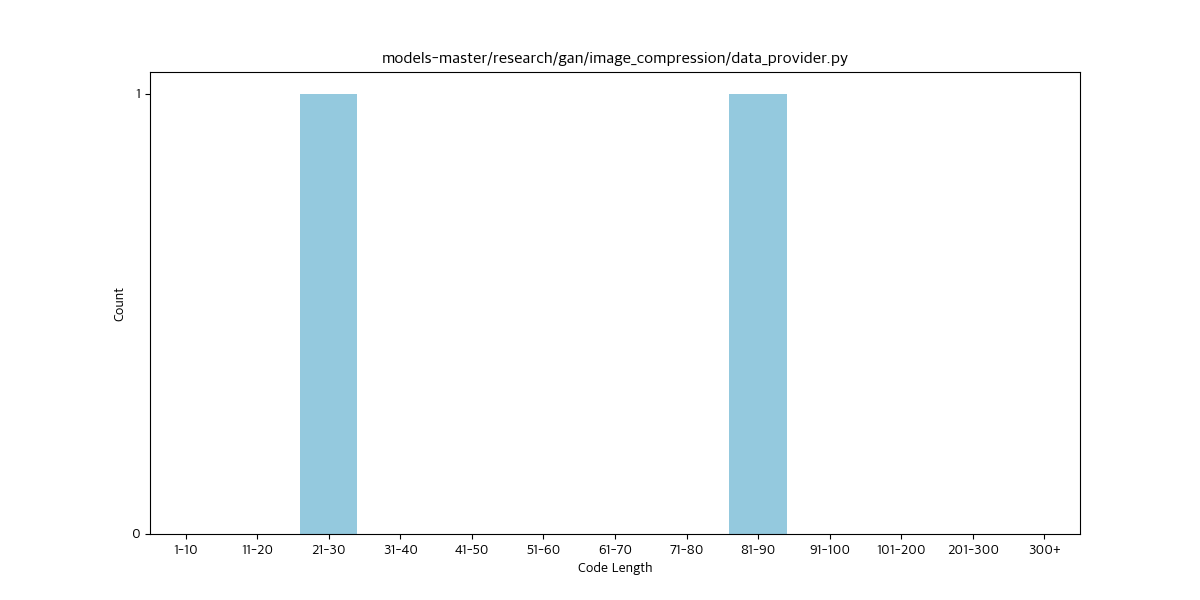 models-master/research/gan/image_compression/data_provider.py
1
0
Count
1-10 11-20 21-30 31-40 41-50 51-60 61-70 71-80 81-90 91-100 101-200 201-300 300+
Code Length